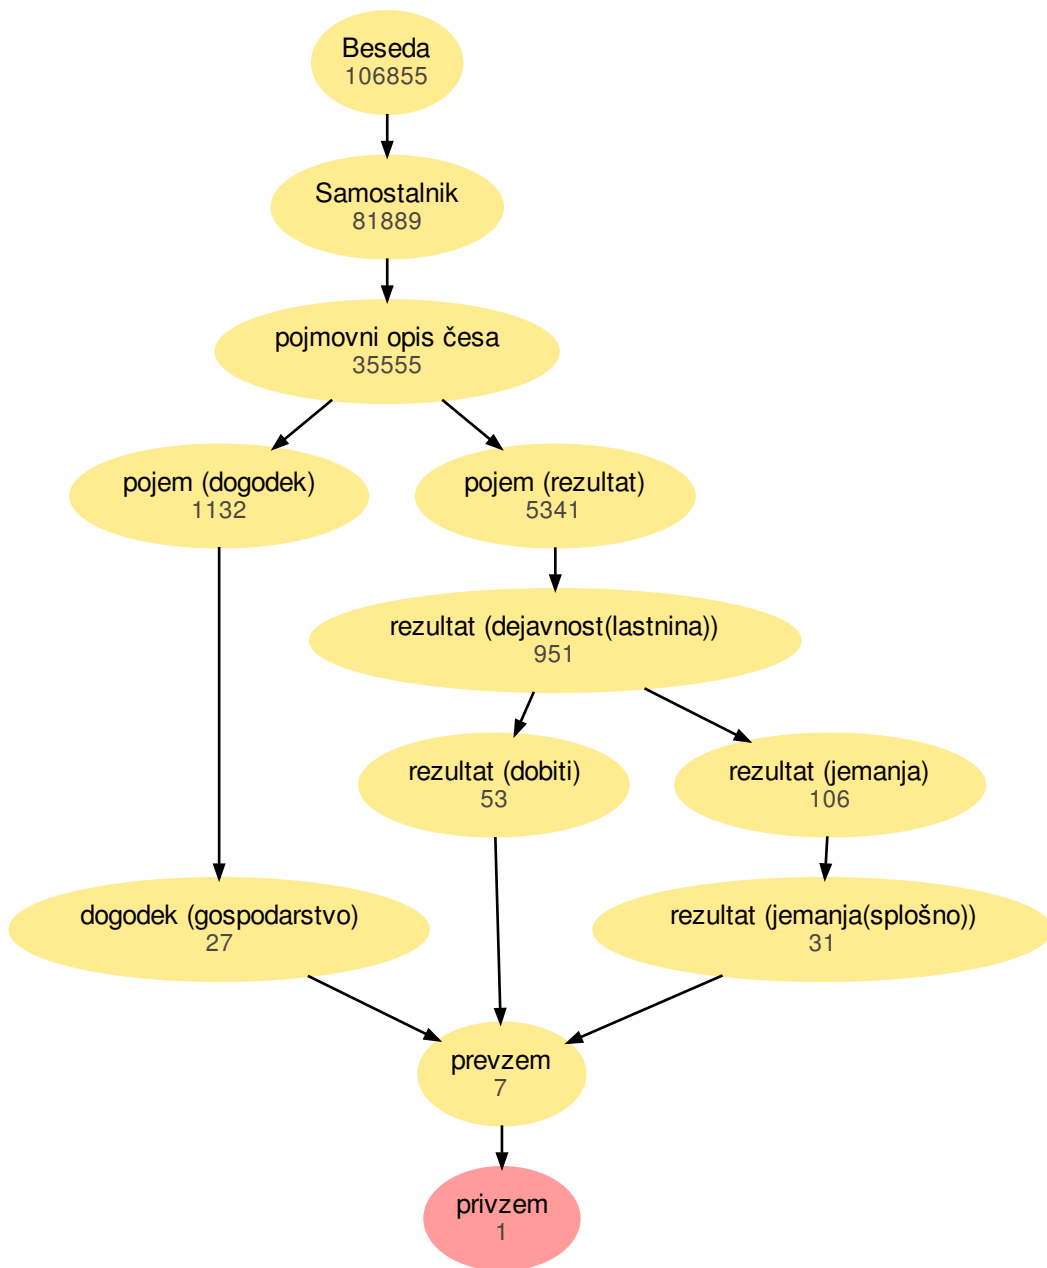 Beseda
106855
Samostalnik
81889
pojmovni opis česa
35555
pojem (dogodek)
1132
pojem (rezultat)
5341
rezultat (dejavnost(lastnina))
951
rezultat (dobiti)
53
rezultat (jemanja)
106
dogodek (gospodarstvo)
27
rezultat (jemanja(splošno))
31
prevzem
7
privzem
1